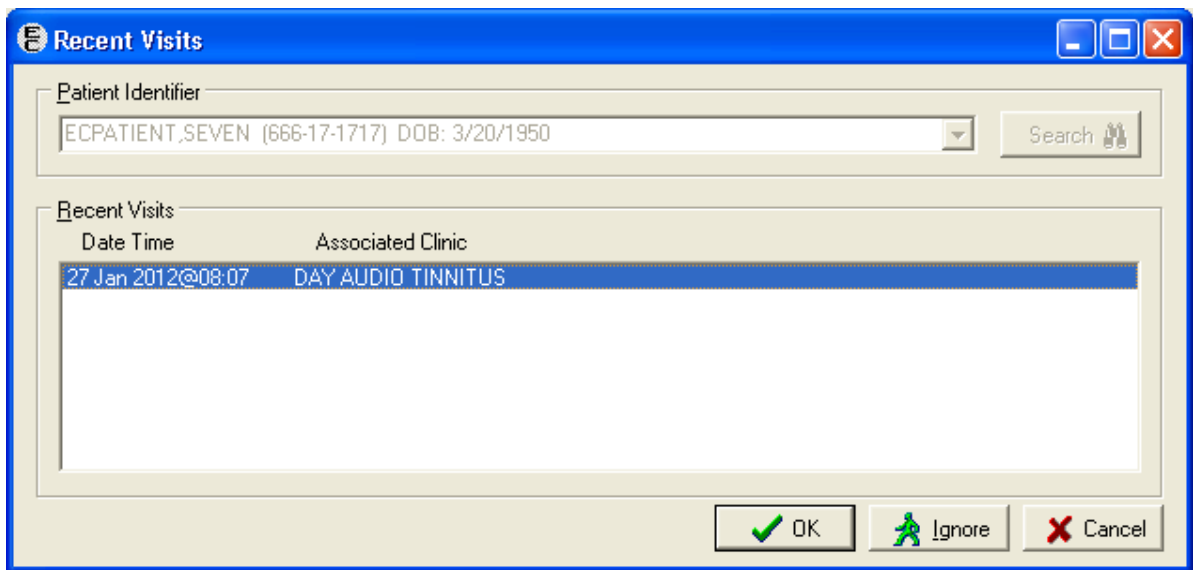 Recent Visits
Patient Identifier
ECPATIENT,SEVEN (666-17-1717) DOB: 3/20/1950
Search
Recent Visits
Date Time Associated Clinic
27 Jan 2012@08:07 DAY AUDIO TINNITUS
OK Ignore Cancel